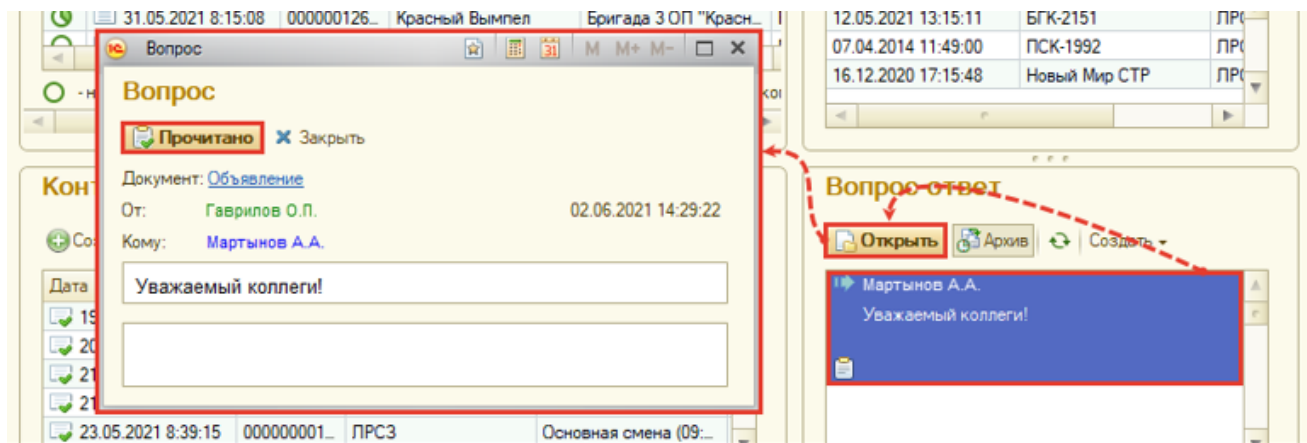 31.05.2021 8:15:08 000000126... Красный Вымпел Бригада 3 ОП "Красн...
12.05.2021 13:15:11 БГК-2151
07.04.2014 11:49:00 ПСК-1992
16.12.2020 17:15:48 Новый Мир СТР
Вопрос
M M+ M-
Вопрос
Прочитано Закрыть
Документ: Объявление
От: Гаврилов О.П. 02.06.2021 14:29:22
Кому: Мартынов А.А.
Уважаемый коллеги!
Вопрос-ответ
Открыть Архив Создать
Мартынов А.А.
Уважаемый коллеги!
Дата
23.05.2021 8:39:15 000000001... ЛРС3 Основная смена (09:...